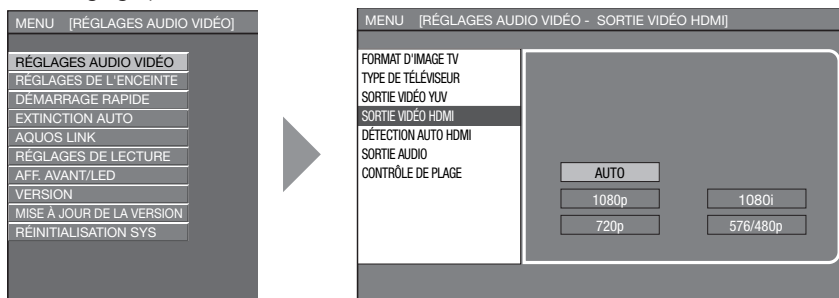 MENU [RÉGLAGES AUDIO VIDÉO]
RÉGLAGES AUDIO VIDÉO
RÉGLAGES DE L'ENCEINTE
DÉMARRAGE RAPIDE
EXTINCTION AUTO
AQUOS LINK
RÉGLAGES DE LECTURE
AFF. AVANT/LED
VERSION
MISE À JOUR DE LA VERSION
RÉINITIALISATION SYS
MENU [RÉGLAGES AUDIO VIDÉO - SORTIE VIDÉO HDMI]
FORMAT D'IMAGE TV
TYPE DE TÉLÉVISEUR
SORTIE VIDÉO YUV
SORTIE VIDÉO HDMI
DÉTECTION AUTO HDMI
SORTIE AUDIO
CONTRÔLE DE PLAGE
AUTO
1080p 1080i
720p 576/480p